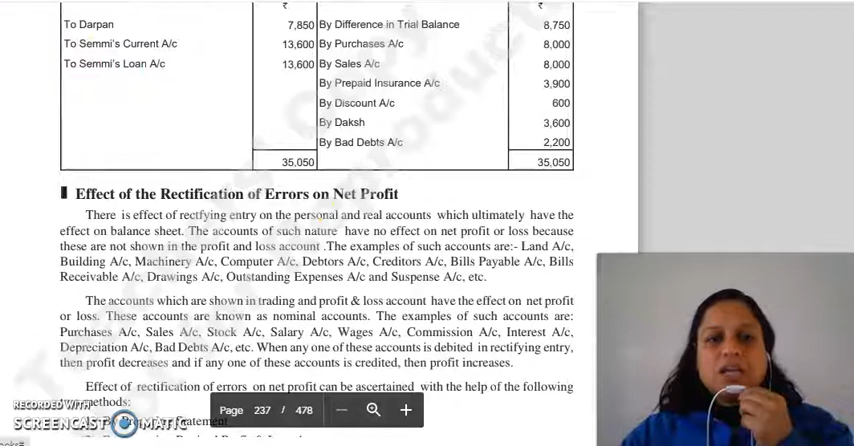 ₹ ₹
To Darpan 7,850 By Difference in Trial Balance 8,750
To Semmi's Current A/c 13,600 By Purchases A/c 8,000
To Semmi's Loan A/c 13,600 By Sales A/c 8,000
By Prepaid Insurance A/c 3,900
By Discount A/c 600
By Daksh 3,600
By Bad Debts A/c 2,200
35,050 35,050
Effect of the Rectification of Errors on Net Profit
There is effect of rectfying entry on the personal and real accounts which ultimately have the
effect on balance sheet. The accounts of such nature have no effect on net profit or loss because
these are not shown in the profit and loss account .The examples of such accounts are:- Land A/c,
Building A/c, Machinery A/c, Computer A/c, Debtors A/c, Creditors A/c, Bills Payable A/c, Bills
Receivable A/c, Drawings A/c, Outstanding Expenses A/c and Suspense A/c, etc.
The accounts which are shown in trading and profit & loss account have the effect on net profit
or loss. These accounts are known as nominal accounts. The examples of such accounts are:
Purchases A/c, Sales A/c, Stock A/c, Salary A/c, Wages A/c, Commission A/c, Interest A/c,
Depreciation A/c, Bad Debts A/c, etc. When any one of these accounts is debited in rectifying entry,
then profit decreases and if any one of these accounts is credited, then profit increases.
Effect of rectification of errors on net profit can be ascertained with the help of the following
methods:
Page 237 / 478
RECORDED WITH
SCREENCAST MATIC